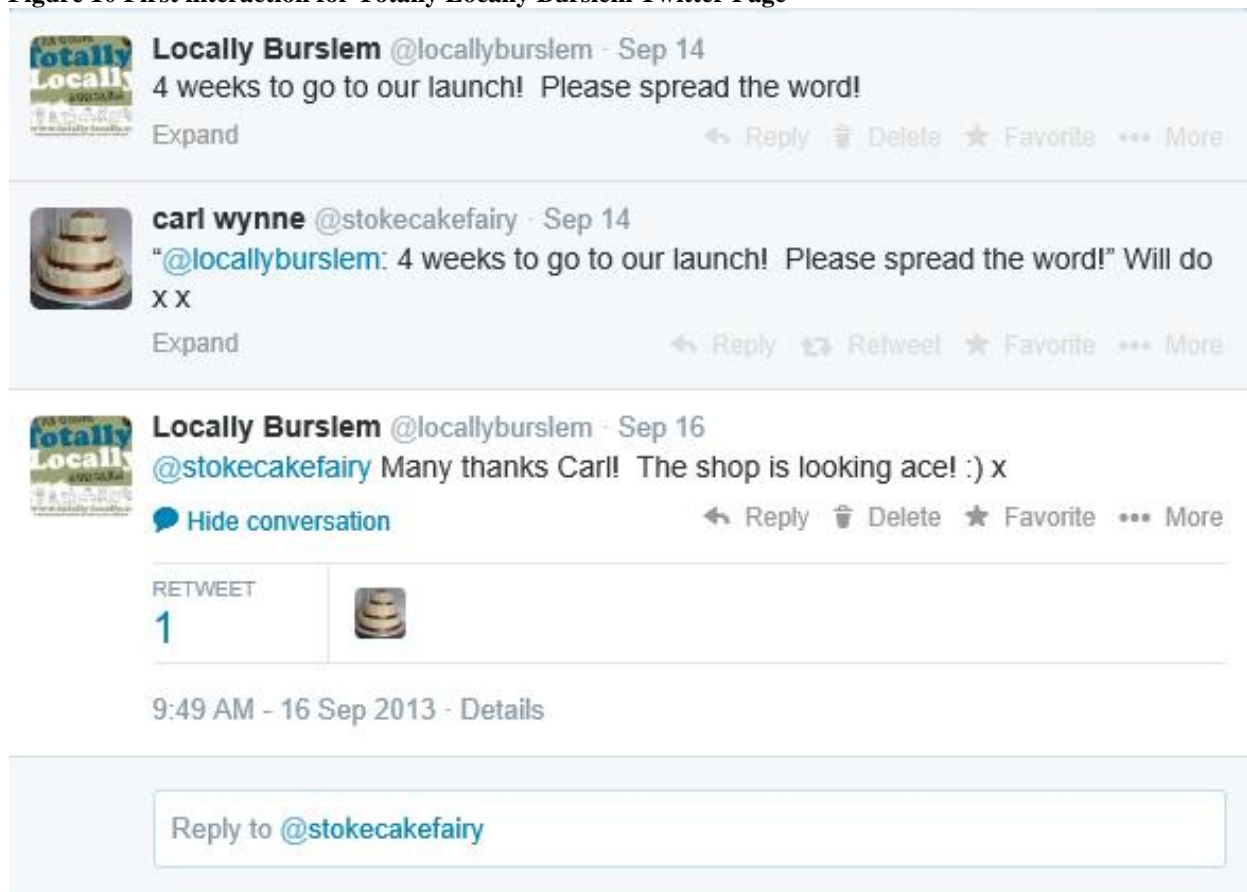 Figure 10 First interaction for Totally Locally Burslem Twitter Page
Locally Burslem @locallyburslem · Sep 14
4 weeks to go to our launch!  Please spread the word!
Expand
Reply Delete Favorite More
carl wynne @stokecakefairy · Sep 14
“@locallyburslem: 4 weeks to go to our launch!  Please spread the word!” Will do
x x
Expand
Reply Retweet Favorite More
Totally
Locally
Locally Burslem @locallyburslem · Sep 16
@stokecakefairy Many thanks Carl!  The shop is looking ace! :) x
Hide conversation
Reply Delete Favorite More
RETWEET
1
9:49 AM - 16 Sep 2013 · Details
Reply to @stokecakefairy